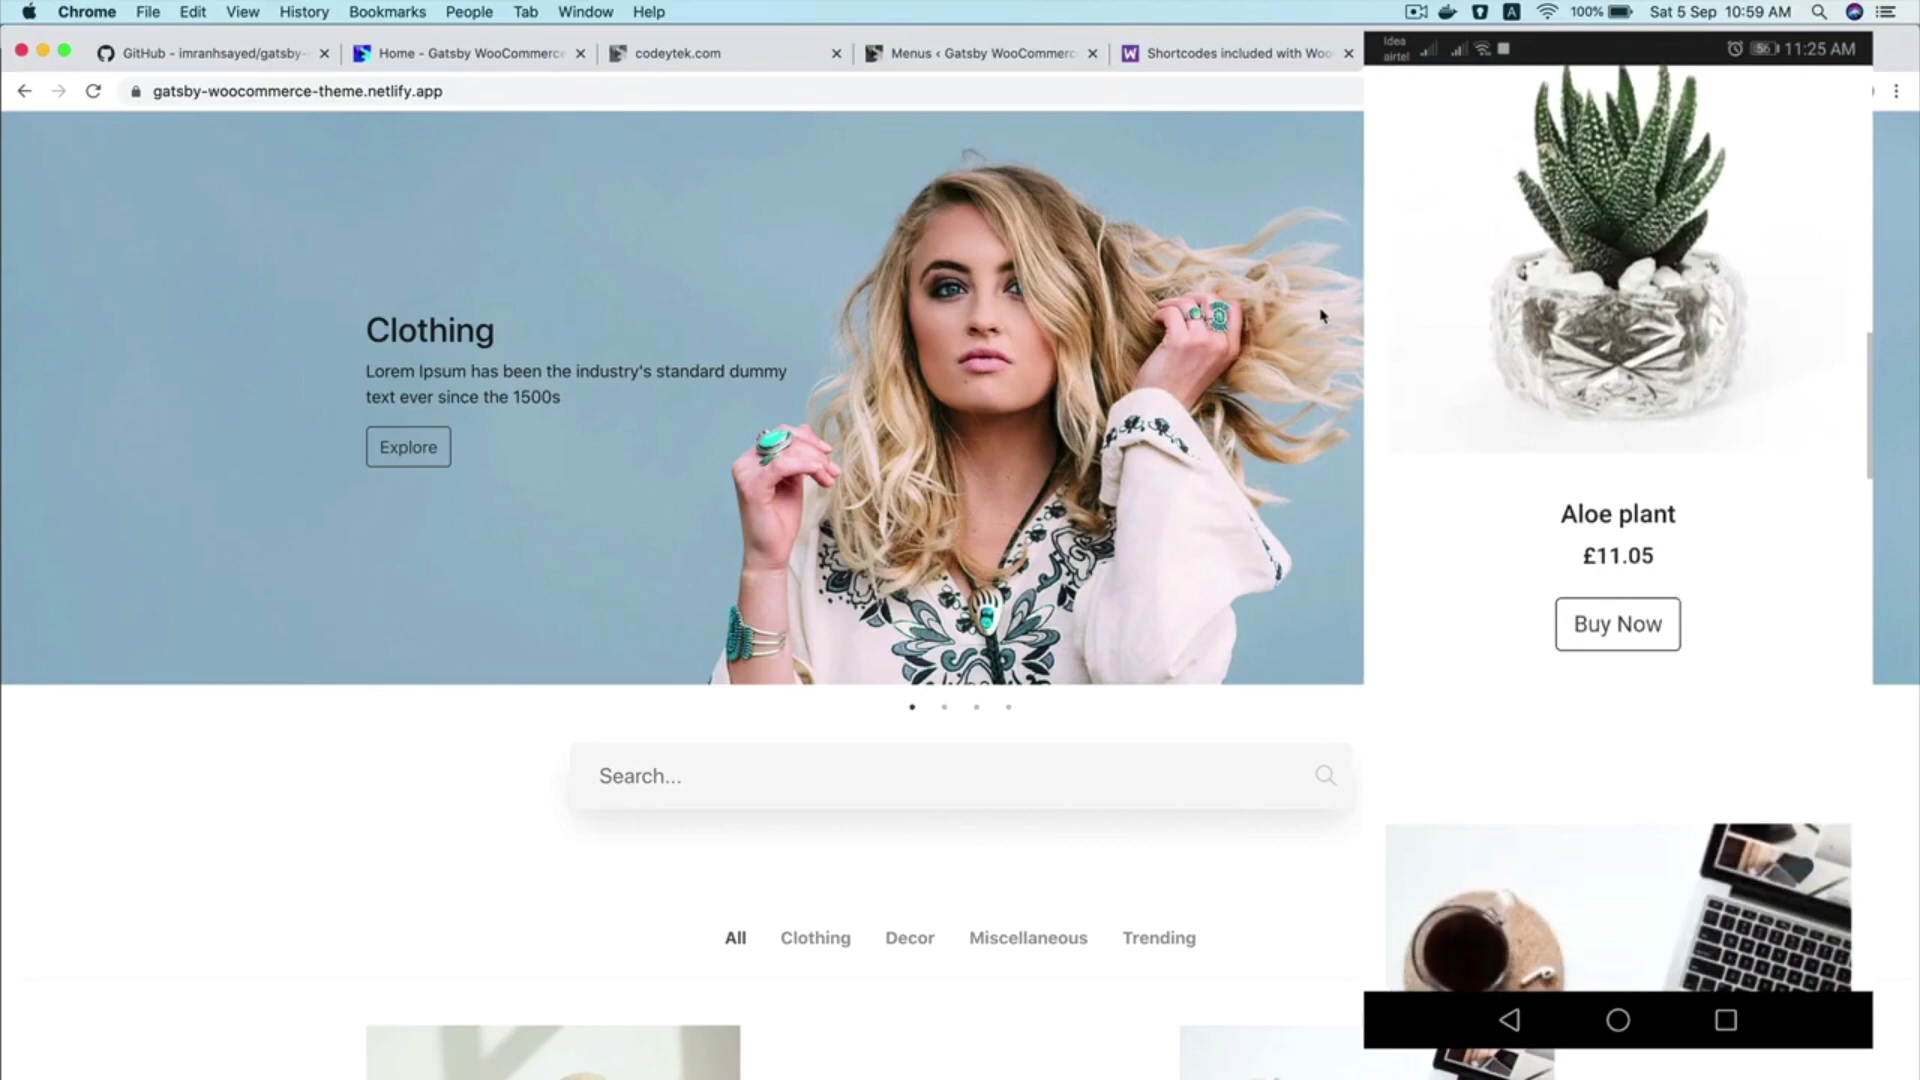 Chrome File Edit View History Bookmarks People Tab Window Help
100% Sat 5 Sep 10:59 AM
GitHub - imranhsayed/gatsby-
Home - Gatsby WooCommerce
codeytek.com
Menus ‹ Gatsby WooCommerc
Shortcodes included with Woo
gatsby-woocommerce-theme.netlify.app
Idea
airtel
56 11:25 AM
Clothing
Lorem Ipsum has been the industry's standard dummy
text ever since the 1500s
Explore
Aloe plant
£11.05
Buy Now
Search...
All Clothing Decor Miscellaneous Trending